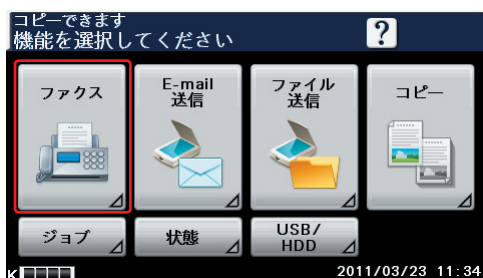 コピーできます
機能を選択してください
?
ファクス
E-mail
送信
ファイル
送信
コピー
ジョブ
状態
USB/
HDD
K
2011/03/23 11:34